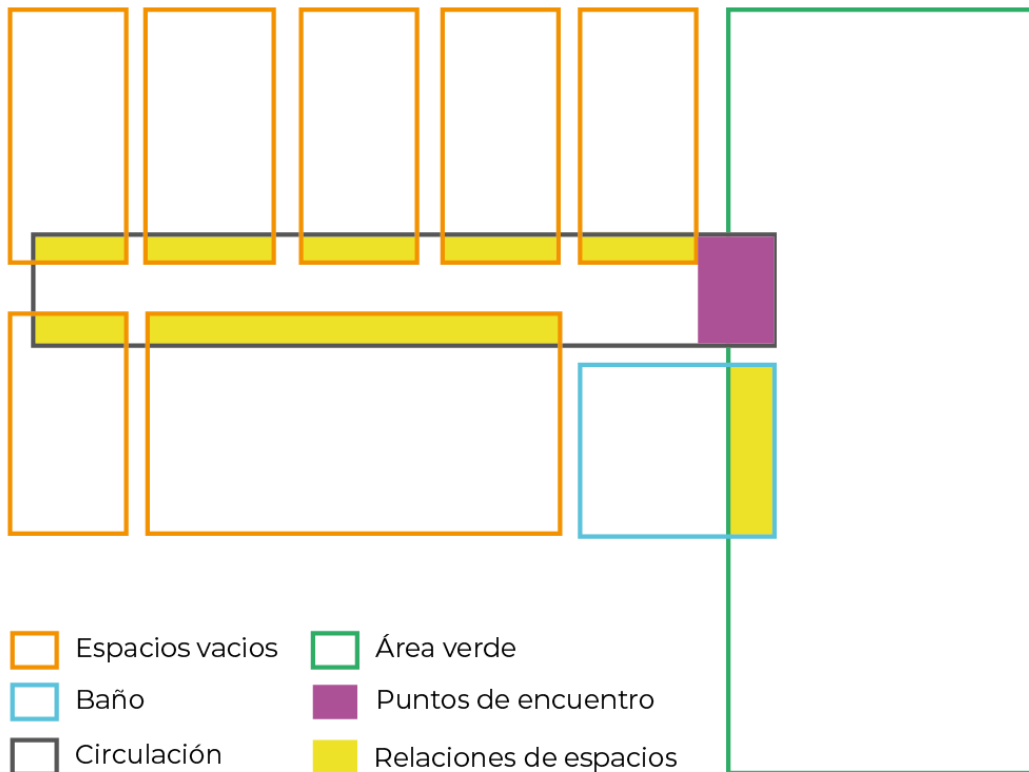 Espacios vacios
Área verde
Baño
Puntos de encuentro
Circulación
Relaciones de espacios